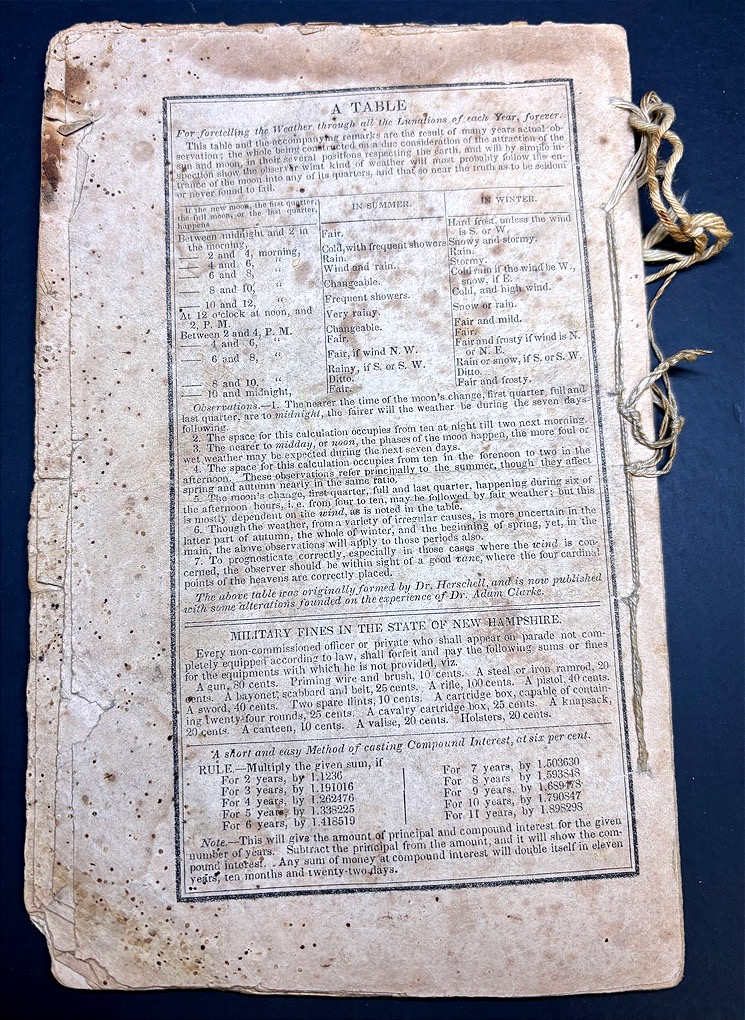 A TABLE
For foretelling the Weather through all the Lunations of each Year, forever.
This table and the accompanying remarks are the result of many years actual ob-
servation; the whole being constructed on a due consideration of the attraction of the
sun and moon, in their several positions respecting the earth, and will by simple in-
spection show the observer what kind of weather will most probably follow the en-
trance of the moon into any of its quarters, and that so near the truth as to be seldom
or never found to fail.
If the new moon, the first quarter,
the full moon, or the last quarter,
happens
IN SUMMER.
IN WINTER.
Between midnight and 2 in
the morning,
Fair.
Hard frost, unless the wind
is S. or W.
— 2 and 4, morning,
Cold, with frequent showers
Snowy and stormy.
— 4 and 6, “
Rain.
Rain.
— 6 and 8, “
Wind and rain.
Stormy.
— 8 and 10, “
Changeable.
Cold rain if the wind be W.,
snow, if E.
— 10 and 12, “
Frequent showers.
Cold, and high wind.
At 12 o'clock at noon, and
2, P. M.
Very rainy.
Snow or rain.
Between 2 and 4, P. M.
Changeable.
Fair and mild.
— 4 and 6, “
Fair.
Fair.
— 6 and 8, “
Fair, if wind N. W.
Fair and frosty if wind is N.
or N. E.
Rainy, if S. or S. W.
Rain or snow, if S. or S. W.
— 8 and 10, “
Ditto.
Ditto.
— 10 and midnight,
Fair.
Fair and frosty.
Observations.—1. The nearer the time of the moon's change, first quarter, full and
last quarter, are to midnight, the fairer will the weather be during the seven days
following.
2. The space for this calculation occupies from ten at night till two next morning.
3. The nearer to midday, or noon, the phases of the moon happen, the more foul or
wet weather may be expected during the next seven days.
4. The space for this calculation occupies from ten in the forenoon to two in the
afternoon. These observations refer principally to the summer, though they affect
spring and autumn nearly in the same ratio.
5. The moon's change, first quarter, full and last quarter, happening during six of
the afternoon hours, i. e. from four to ten, may be followed by fair weather; but this
is mostly dependent on the wind, as is noted in the table.
6. Though the weather, from a variety of irregular causes, is more uncertain in the
latter part of autumn, the whole of winter, and the beginning of spring, yet, in the
main, the above observations will apply to those periods also.
7. To prognosticate correctly, especially in those cases where the wind is con-
cerned, the observer should be within sight of a good vane, where the four cardinal
points of the heavens are correctly placed.
The above table was originally formed by Dr. Herschell, and is now published
with some alterations founded on the experience of Dr. Adam Clarke.
MILITARY FINES IN THE STATE OF NEW HAMPSHIRE.
Every non-commissioned officer or private who shall appear on parade not com-
pletely equipped according to law, shall forfeit and pay the following sums or fines
for the equipments with which he is not provided, viz.
A gun, 80 cents. Priming wire and brush, 10 cents. A steel or iron ramrod, 20
cents. A bayonet, scabbard and belt, 25 cents. A rifle, 100 cents. A pistol, 40 cents.
A sword, 40 cents. Two spare flints, 10 cents. A cartridge box, capable of contain-
ing twenty-four rounds, 25 cents. A cavalry cartridge box, 25 cents. A knapsack,
20 cents. A canteen, 10 cents. A valise, 20 cents. Holsters, 20 cents.
A short and easy Method of casting Compound Interest, at six per cent.
RULE.—Multiply the given sum, if
For 2 years, by 1.1236
For 3 years, by 1.191016
For 4 years, by 1.262476
For 5 years, by 1.338225
For 6 years, by 1.418519
For 7 years, by 1.503630
For 8 years, by 1.593848
For 9 years, by 1.689478
For 10 years, by 1.790847
For 11 years, by 1.898298
Note.—This will give the amount of principal and compound interest for the given
number of years. Subtract the principal from the amount, and it will show the com-
pound interest. Any sum of money at compound interest will double itself in eleven
years, ten months and twenty-two days.